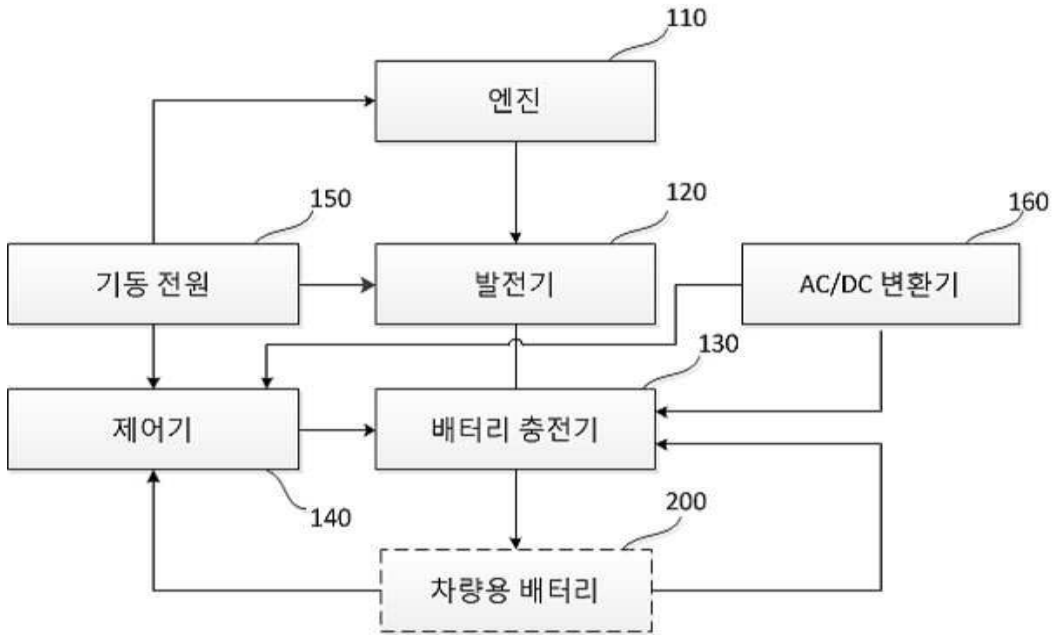 110
엔진
150
120
160
기동 전원
발전기
AC/DC 변환기
130
제어기
배터리 충전기
140
200
차량용 배터리